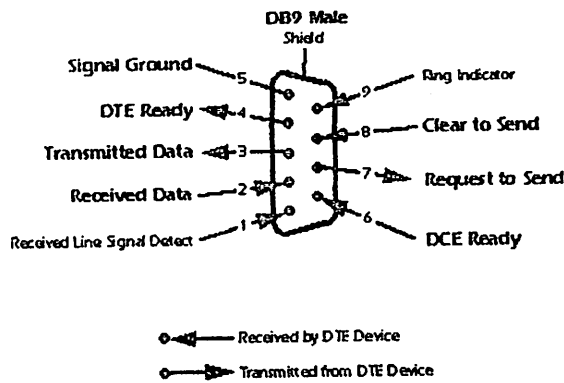 DB9 Male
Shield
Signal Ground
5
DTE Ready
4
Transmitted Data
3
Received Data
2
Received Line Signal Detect
1
9
Ring Indicator
8
Clear to Send
7
Request to Send
6
DCE Ready
Received by DTE Device
Transmitted from DTE Device